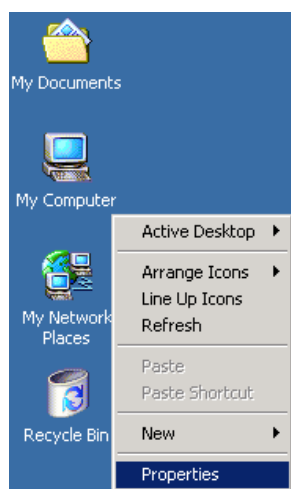 My Documents
My Computer
My Network
Places
Recycle Bin
Active Desktop
Arrange Icons
Line Up Icons
Refresh
Paste
Paste Shortcut
New
Properties